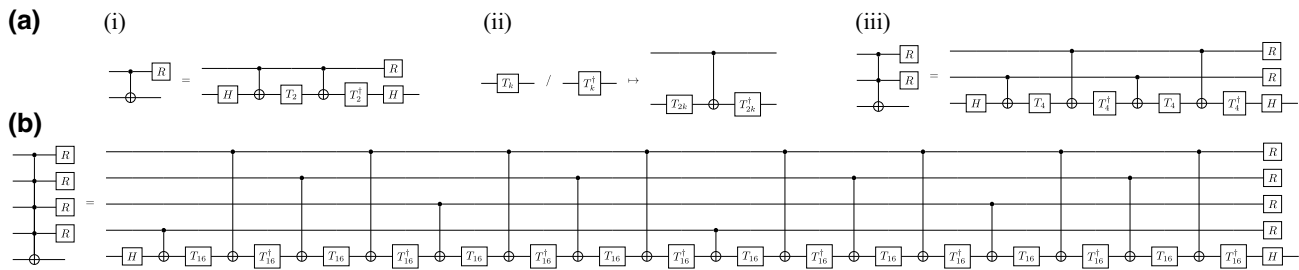 (a) (i) (ii) (iii)
R = R
H T₂ T₂† H
Tₖ / Tₖ† ↦
T₂ₖ T₂ₖ†
R R
R = R
H T₄ T₄† T₄ T₄† H
(b)
R R
R R
R = R
R R
H T₁₆ T₁₆† T₁₆ T₁₆† T₁₆ T₁₆† T₁₆ T₁₆† T₁₆ T₁₆† T₁₆ T₁₆† T₁₆ T₁₆† T₁₆ T₁₆† H